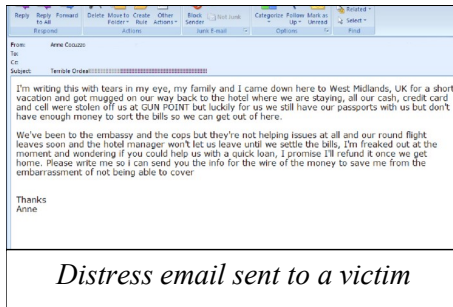 Reply Reply Forward Delete Move to Create Other Block Not Junk Categorize Follow Mark as Related
to All Folder Rule Actions Sender Up Unread Select
Respond Actions Junk E-mail Options Find
From: Anne
To:
Cc:
Subject: Terrible Ordeal
I'm writing this with tears in my eye, my family and I came down here to West Midlands, UK for a short
vacation and got mugged on our way back to the hotel where we are staying, all our cash, credit card
and cell were stolen off us at GUN POINT but luckily for us we still have our passports with us but don't
have enough money to sort the bills so we can get out of here.
We've been to the embassy and the cops but they're not helping issues at all and our round flight
leaves soon and the hotel manager won't let us leave until we settle the bills, I'm freaked out at the
moment and wondering if you could help us with a quick loan, I promise I'll refund it once we get
home. Please write me so i can send you the info for the wire of the money to save me from the
embarrassment of not being able to cover
Thanks
Anne
Distress email sent to a victim